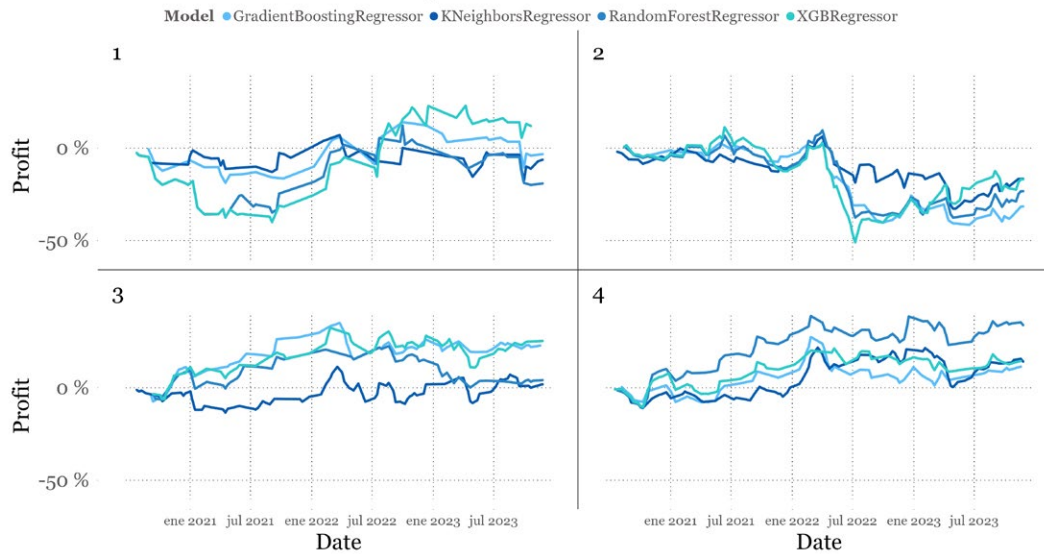 Model GradientBoostingRegressor KNeighborsRegressor RandomForestRegressor XGBRegressor
1 2
0 %
-50 %
Profit
3 4
0 %
-50 %
Profit
ene 2021 jul 2021 ene 2022 jul 2022 ene 2023 jul 2023 ene 2021 jul 2021 ene 2022 jul 2022 ene 2023 jul 2023
Date Date